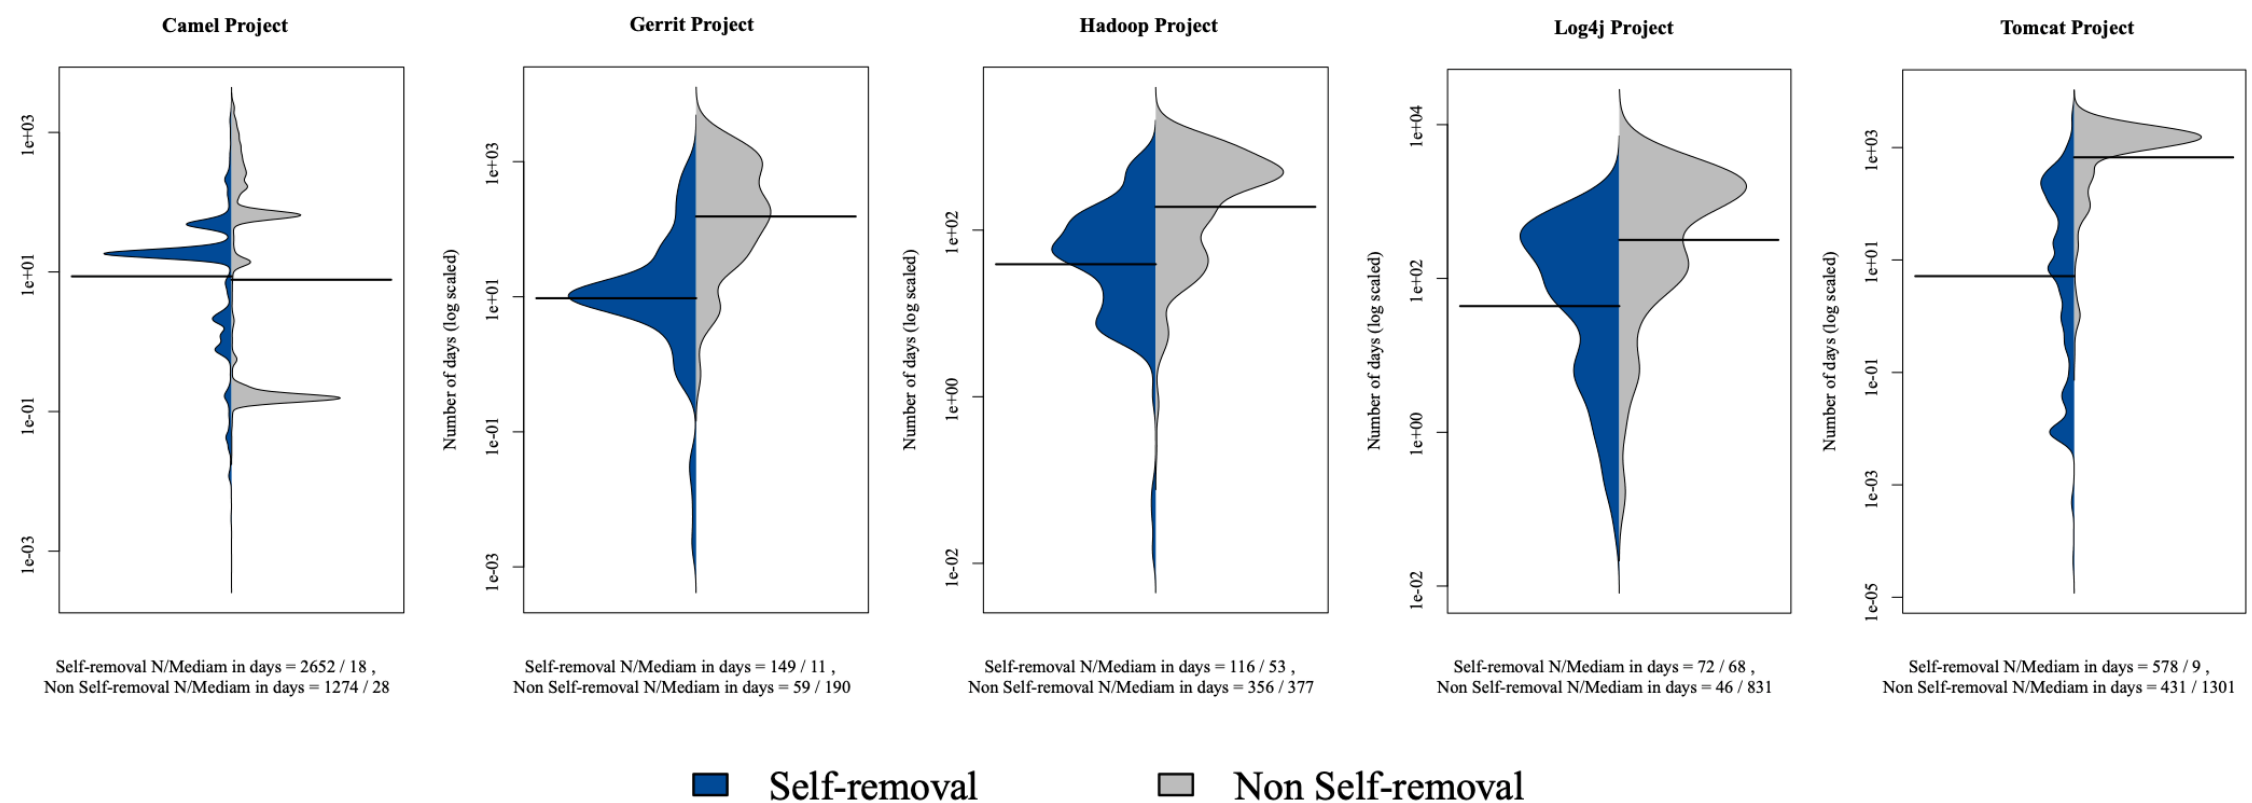 Camel Project
Gerrit Project
Hadoop Project
Log4j Project
Tomcat Project
1e+03
1e+01
1e-01
1e-03
Number of days (log scaled)
1e+03
1e+01
1e-01
1e-03
Number of days (log scaled)
1e+02
1e+00
1e-02
Number of days (log scaled)
1e+04
1e+02
1e+00
1e-02
Number of days (log scaled)
1e+03
1e+01
1e-01
1e-03
1e-05
Self-removal N/Mediam in days = 2652 / 18 ,
Non Self-removal N/Mediam in days = 1274 / 28
Self-removal N/Mediam in days = 149 / 11 ,
Non Self-removal N/Mediam in days = 59 / 190
Self-removal N/Mediam in days = 116 / 53 ,
Non Self-removal N/Mediam in days = 356 / 377
Self-removal N/Mediam in days = 72 / 68 ,
Non Self-removal N/Mediam in days = 46 / 831
Self-removal N/Mediam in days = 578 / 9 ,
Non Self-removal N/Mediam in days = 431 / 1301
Self-removal
Non Self-removal